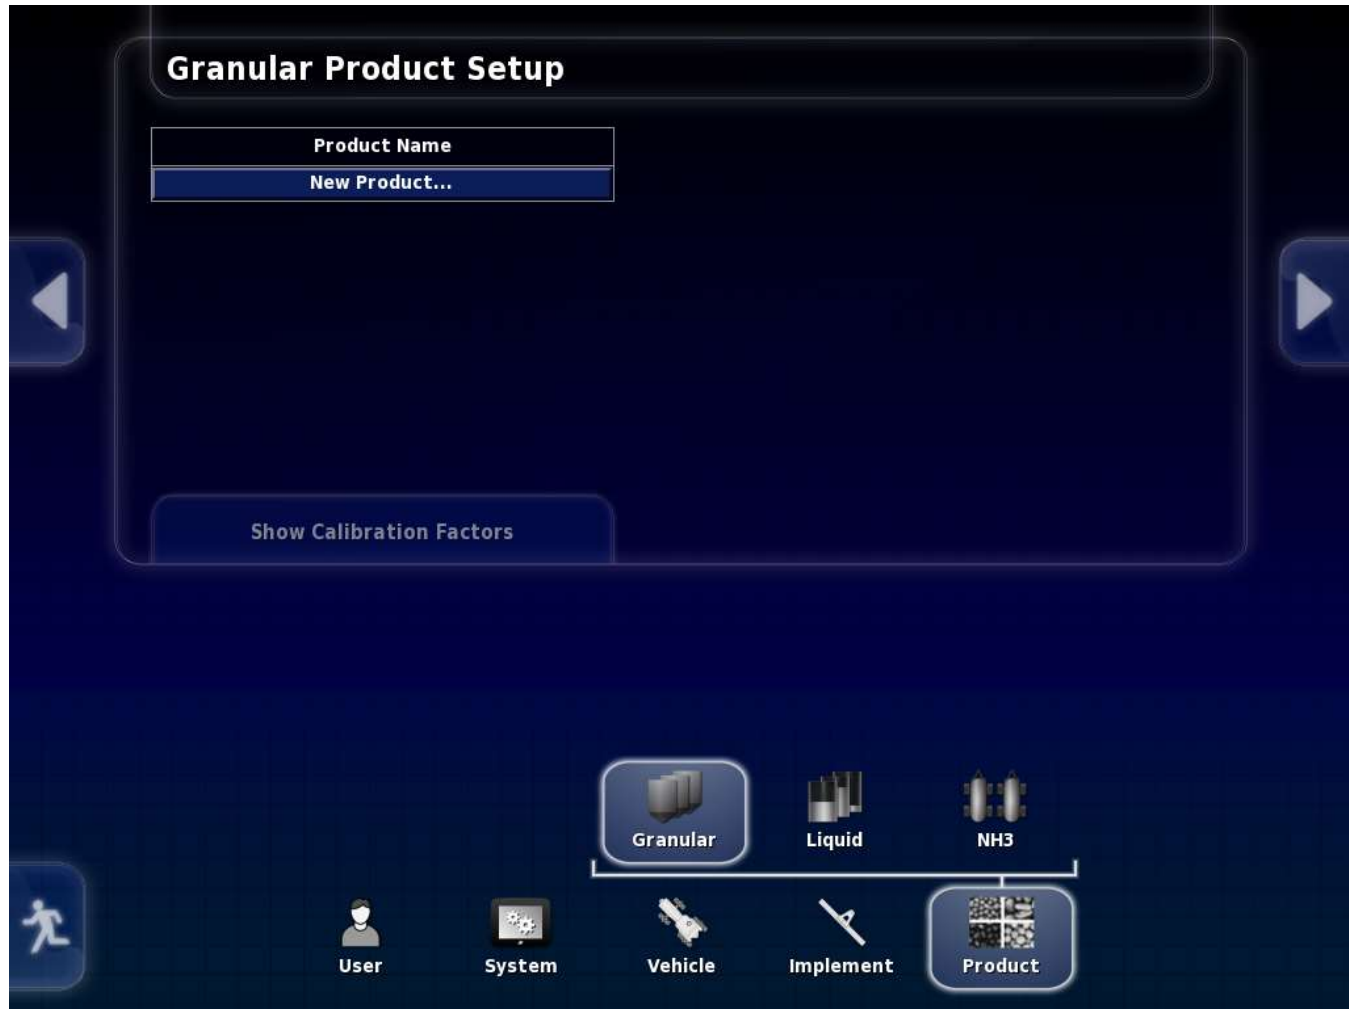 Granular Product Setup
Product Name
New Product...
Show Calibration Factors
Granular
Liquid
NH3
User
System
Vehicle
Implement
Product